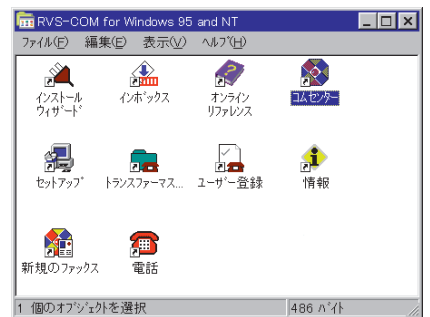 RVS-COM for Windows 95 and NT
ﾌｧｲﾙ(F) 編集(E) 表示(V) ﾍﾙﾌﾟ(H)
ｲﾝｽﾄｰﾙ
ｳｨｻﾞｰﾄﾞ
ｲﾝﾎﾞｯｸｽ
ｵﾝﾗｲﾝ
ﾘﾌｧﾚﾝｽ
ｺﾑｾﾝﾀｰ
ｾｯﾄｱｯﾌﾟ
ﾄﾗﾝｽﾌｧｰﾏｽ...
ﾕｰｻﾞｰ登録
情報
新規のﾌｧｯｸｽ
電話
1 個のｵﾌﾞｼﾞｪｸﾄを選択
486 ﾊﾞｲﾄ